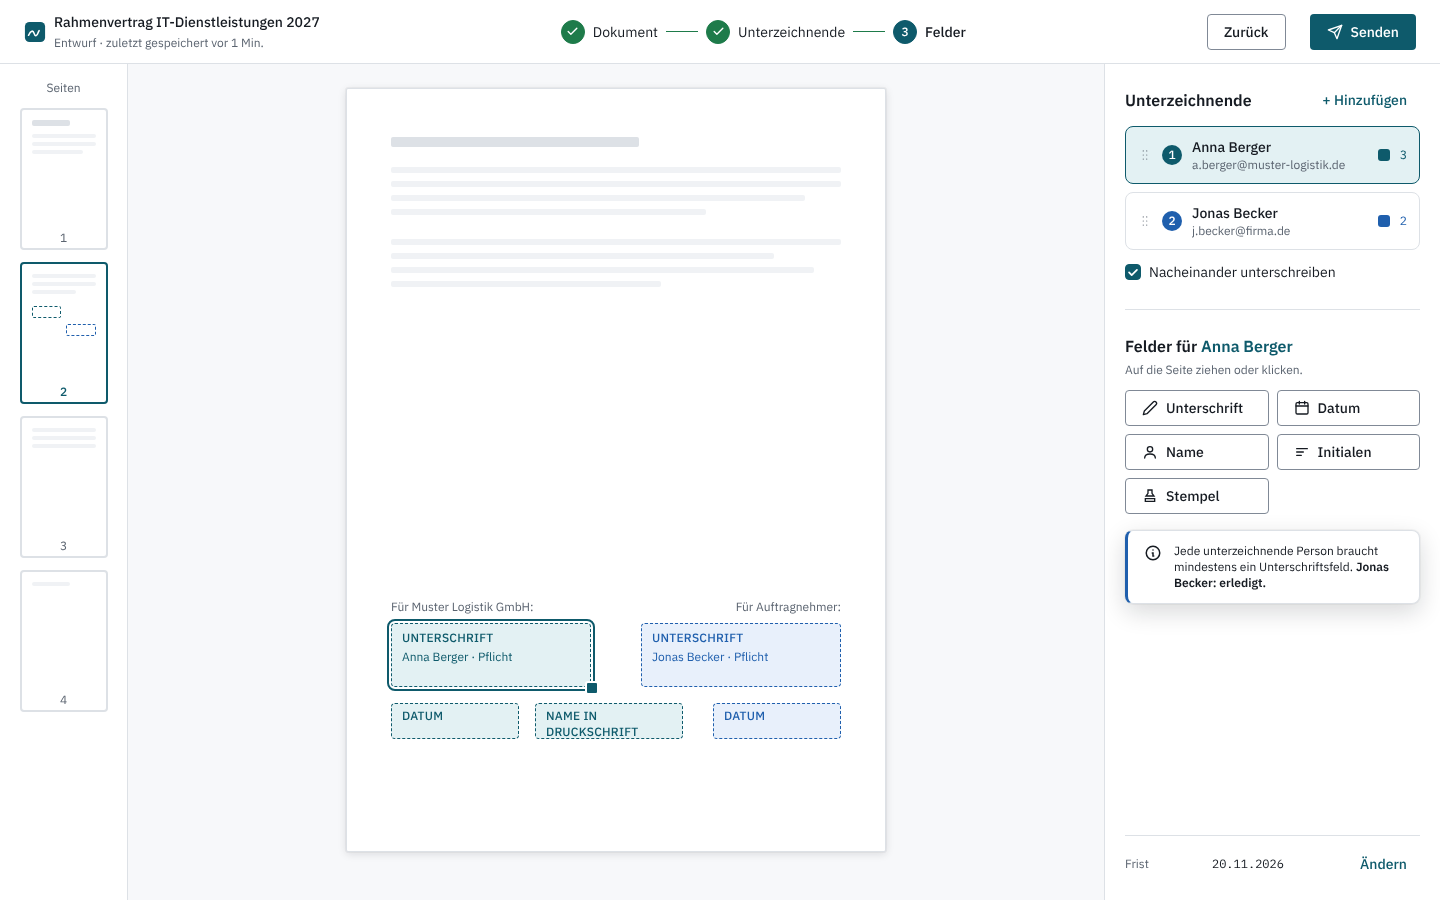 Rahmenvertrag IT-Dienstleistungen 2027
Entwurf · zuletzt gespeichert vor 1 Min.
Dokument
Unterzeichnende
3 Felder
Zurück
Senden
Seiten
1
2
3
4
Für Muster Logistik GmbH:
Für Auftragnehmer:
UNTERSCHRIFT
Anna Berger · Pflicht
UNTERSCHRIFT
Jonas Becker · Pflicht
DATUM
NAME IN
DRUCKSCHRIFT
DATUM
Unterzeichnende
+ Hinzufügen
1 Anna Berger
a.berger@muster-logistik.de
3
2 Jonas Becker
j.becker@firma.de
2
Nacheinander unterschreiben
Felder für Anna Berger
Auf die Seite ziehen oder klicken.
Unterschrift
Datum
Name
Initialen
Stempel
Jede unterzeichnende Person braucht
mindestens ein Unterschriftsfeld. Jonas
Becker: erledigt.
Frist
20.11.2026
Ändern